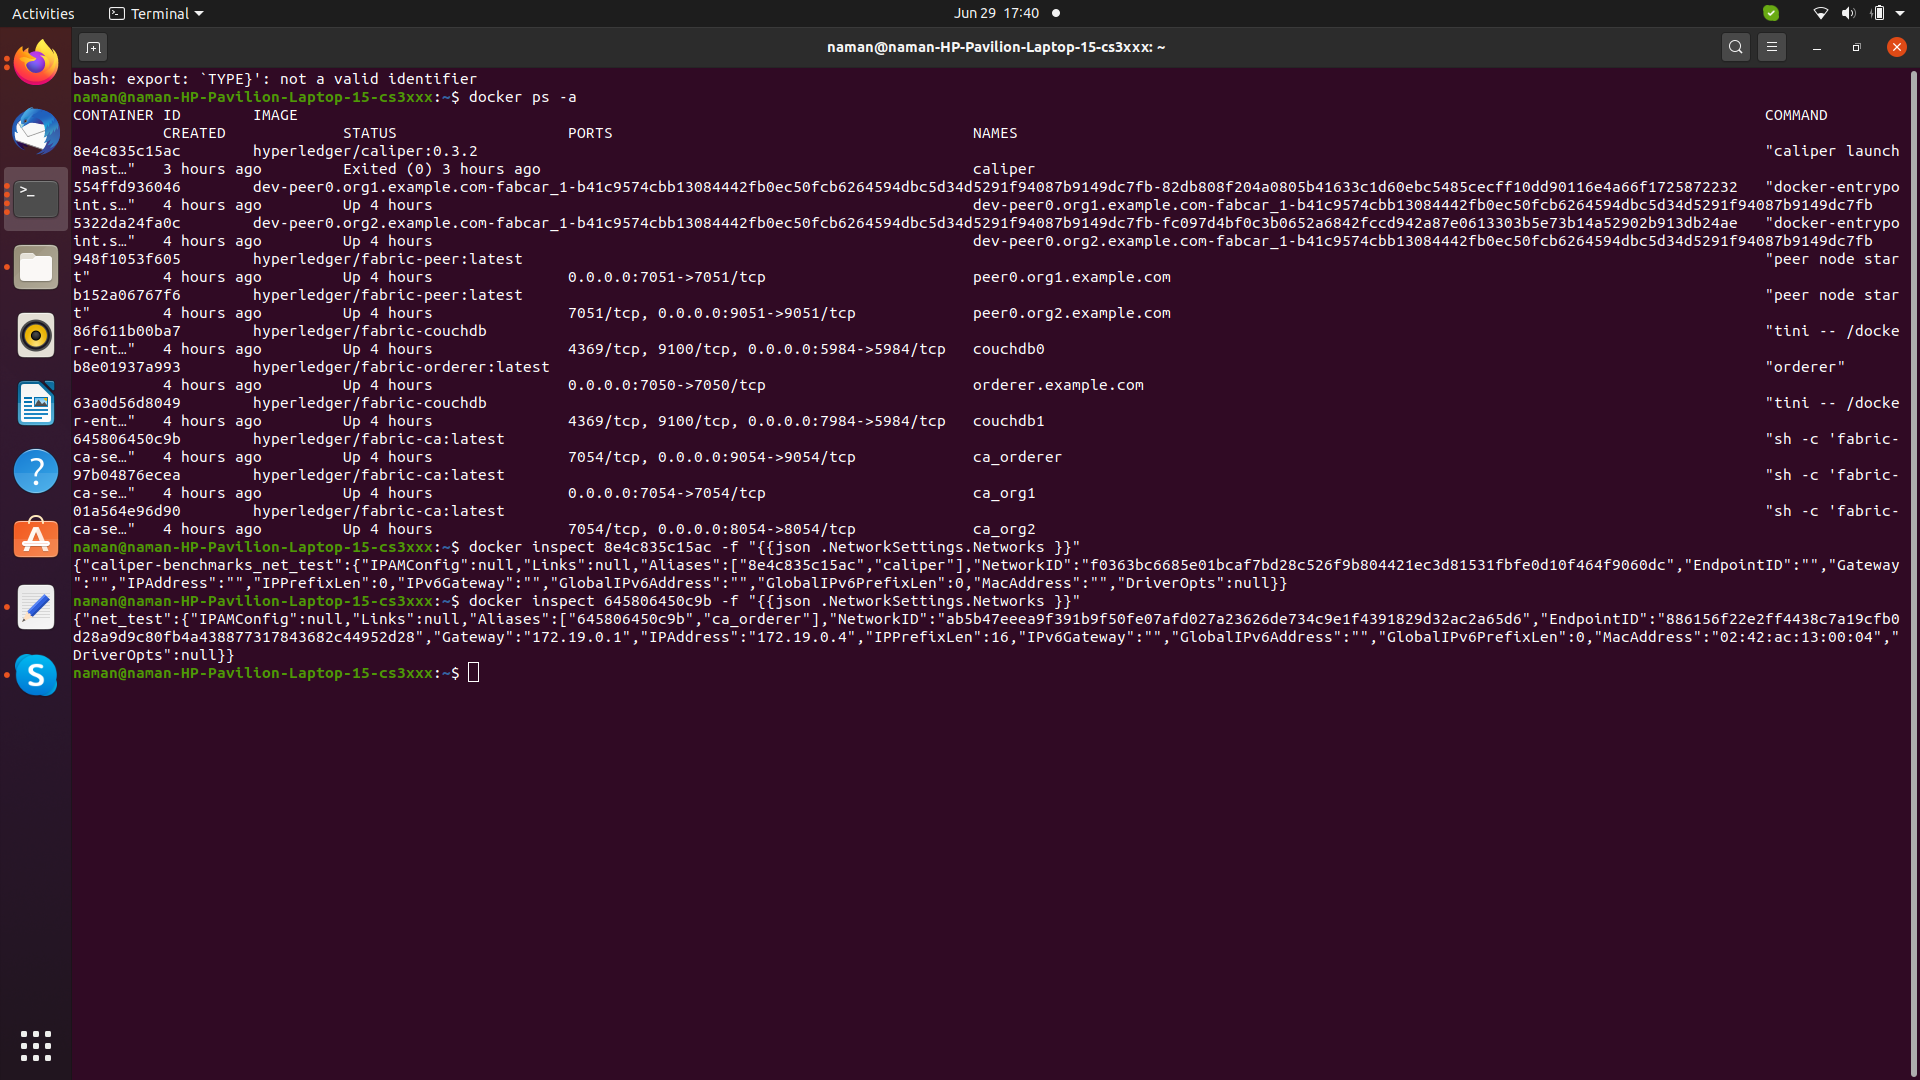 Activities
Terminal
Jun 29 17:40
naman@naman-HP-Pavilion-Laptop-15-cs3xxx: ~
bash: export: `TYPE}': not a valid identifier
naman@naman-HP-Pavilion-Laptop-15-cs3xxx:~$ docker ps -a
CONTAINER ID IMAGE COMMAND
CREATED STATUS PORTS NAMES
8e4c835c15ac hyperledger/caliper:0.3.2 "caliper launch
mast…" 3 hours ago Exited (0) 3 hours ago caliper
554ffd936046 dev-peer0.org1.example.com-fabcar_1-b41c9574cbb13084442fb0ec50fcb6264594dbc5d34d5291f94087b9149dc7fb-82db808f204a0805b41633c1d60ebc5485cecff10dd90116e4a66f1725872232 "docker-entrypo
int.s…" 4 hours ago Up 4 hours dev-peer0.org1.example.com-fabcar_1-b41c9574cbb13084442fb0ec50fcb6264594dbc5d34d5291f94087b9149dc7fb
5322da24fa0c dev-peer0.org2.example.com-fabcar_1-b41c9574cbb13084442fb0ec50fcb6264594dbc5d34d5291f94087b9149dc7fb-fc097d4bf0c3b0652a6842fccd942a87e0613303b5e73b14a52902b913db24ae "docker-entrypo
int.s…" 4 hours ago Up 4 hours dev-peer0.org2.example.com-fabcar_1-b41c9574cbb13084442fb0ec50fcb6264594dbc5d34d5291f94087b9149dc7fb
948f1053f605 hyperledger/fabric-peer:latest "peer node star
t" 4 hours ago Up 4 hours 0.0.0.0:7051->7051/tcp peer0.org1.example.com
b152a06767f6 hyperledger/fabric-peer:latest "peer node star
t" 4 hours ago Up 4 hours 7051/tcp, 0.0.0.0:9051->9051/tcp peer0.org2.example.com
86f611b00ba7 hyperledger/fabric-couchdb "tini -- /docke
r-ent…" 4 hours ago Up 4 hours 4369/tcp, 9100/tcp, 0.0.0.0:5984->5984/tcp couchdb0
b8e01937a993 hyperledger/fabric-orderer:latest "orderer"
4 hours ago Up 4 hours 0.0.0.0:7050->7050/tcp orderer.example.com
63a0d56d8049 hyperledger/fabric-couchdb "tini -- /docke
r-ent…" 4 hours ago Up 4 hours 4369/tcp, 9100/tcp, 0.0.0.0:7984->5984/tcp couchdb1
645806450c9b hyperledger/fabric-ca:latest "sh -c 'fabric-
ca-se…" 4 hours ago Up 4 hours 7054/tcp, 0.0.0.0:9054->9054/tcp ca_orderer
97b04876ecea hyperledger/fabric-ca:latest "sh -c 'fabric-
ca-se…" 4 hours ago Up 4 hours 0.0.0.0:7054->7054/tcp ca_org1
01a564e96d90 hyperledger/fabric-ca:latest "sh -c 'fabric-
ca-se…" 4 hours ago Up 4 hours 7054/tcp, 0.0.0.0:8054->8054/tcp ca_org2
naman@naman-HP-Pavilion-Laptop-15-cs3xxx:~$ docker inspect 8e4c835c15ac -f "{{json .NetworkSettings.Networks }}"
{"caliper-benchmarks_net_test":{"IPAMConfig":null,"Links":null,"Aliases":["8e4c835c15ac","caliper"],"NetworkID":"f0363bc6685e01bcaf7bd28c526f9b804421ec3d81531fbfe0d10f464f9060dc","EndpointID":"","Gateway
":"","IPAddress":"","IPPrefixLen":0,"IPv6Gateway":"","GlobalIPv6Address":"","GlobalIPv6PrefixLen":0,"MacAddress":"","DriverOpts":null}}
naman@naman-HP-Pavilion-Laptop-15-cs3xxx:~$ docker inspect 645806450c9b -f "{{json .NetworkSettings.Networks }}"
{"net_test":{"IPAMConfig":null,"Links":null,"Aliases":["645806450c9b","ca_orderer"],"NetworkID":"ab5b47eeea9f391b9f50fe07afd027a23626de734c9e1f4391829d32ac2a65d6","EndpointID":"886156f22e2ff4438c7a19cfb0
d28a9d9c80fb4a438877317843682c44952d28","Gateway":"172.19.0.1","IPAddress":"172.19.0.4","IPPrefixLen":16,"IPv6Gateway":"","GlobalIPv6Address":"","GlobalIPv6PrefixLen":0,"MacAddress":"02:42:ac:13:00:04","
DriverOpts":null}}
naman@naman-HP-Pavilion-Laptop-15-cs3xxx:~$